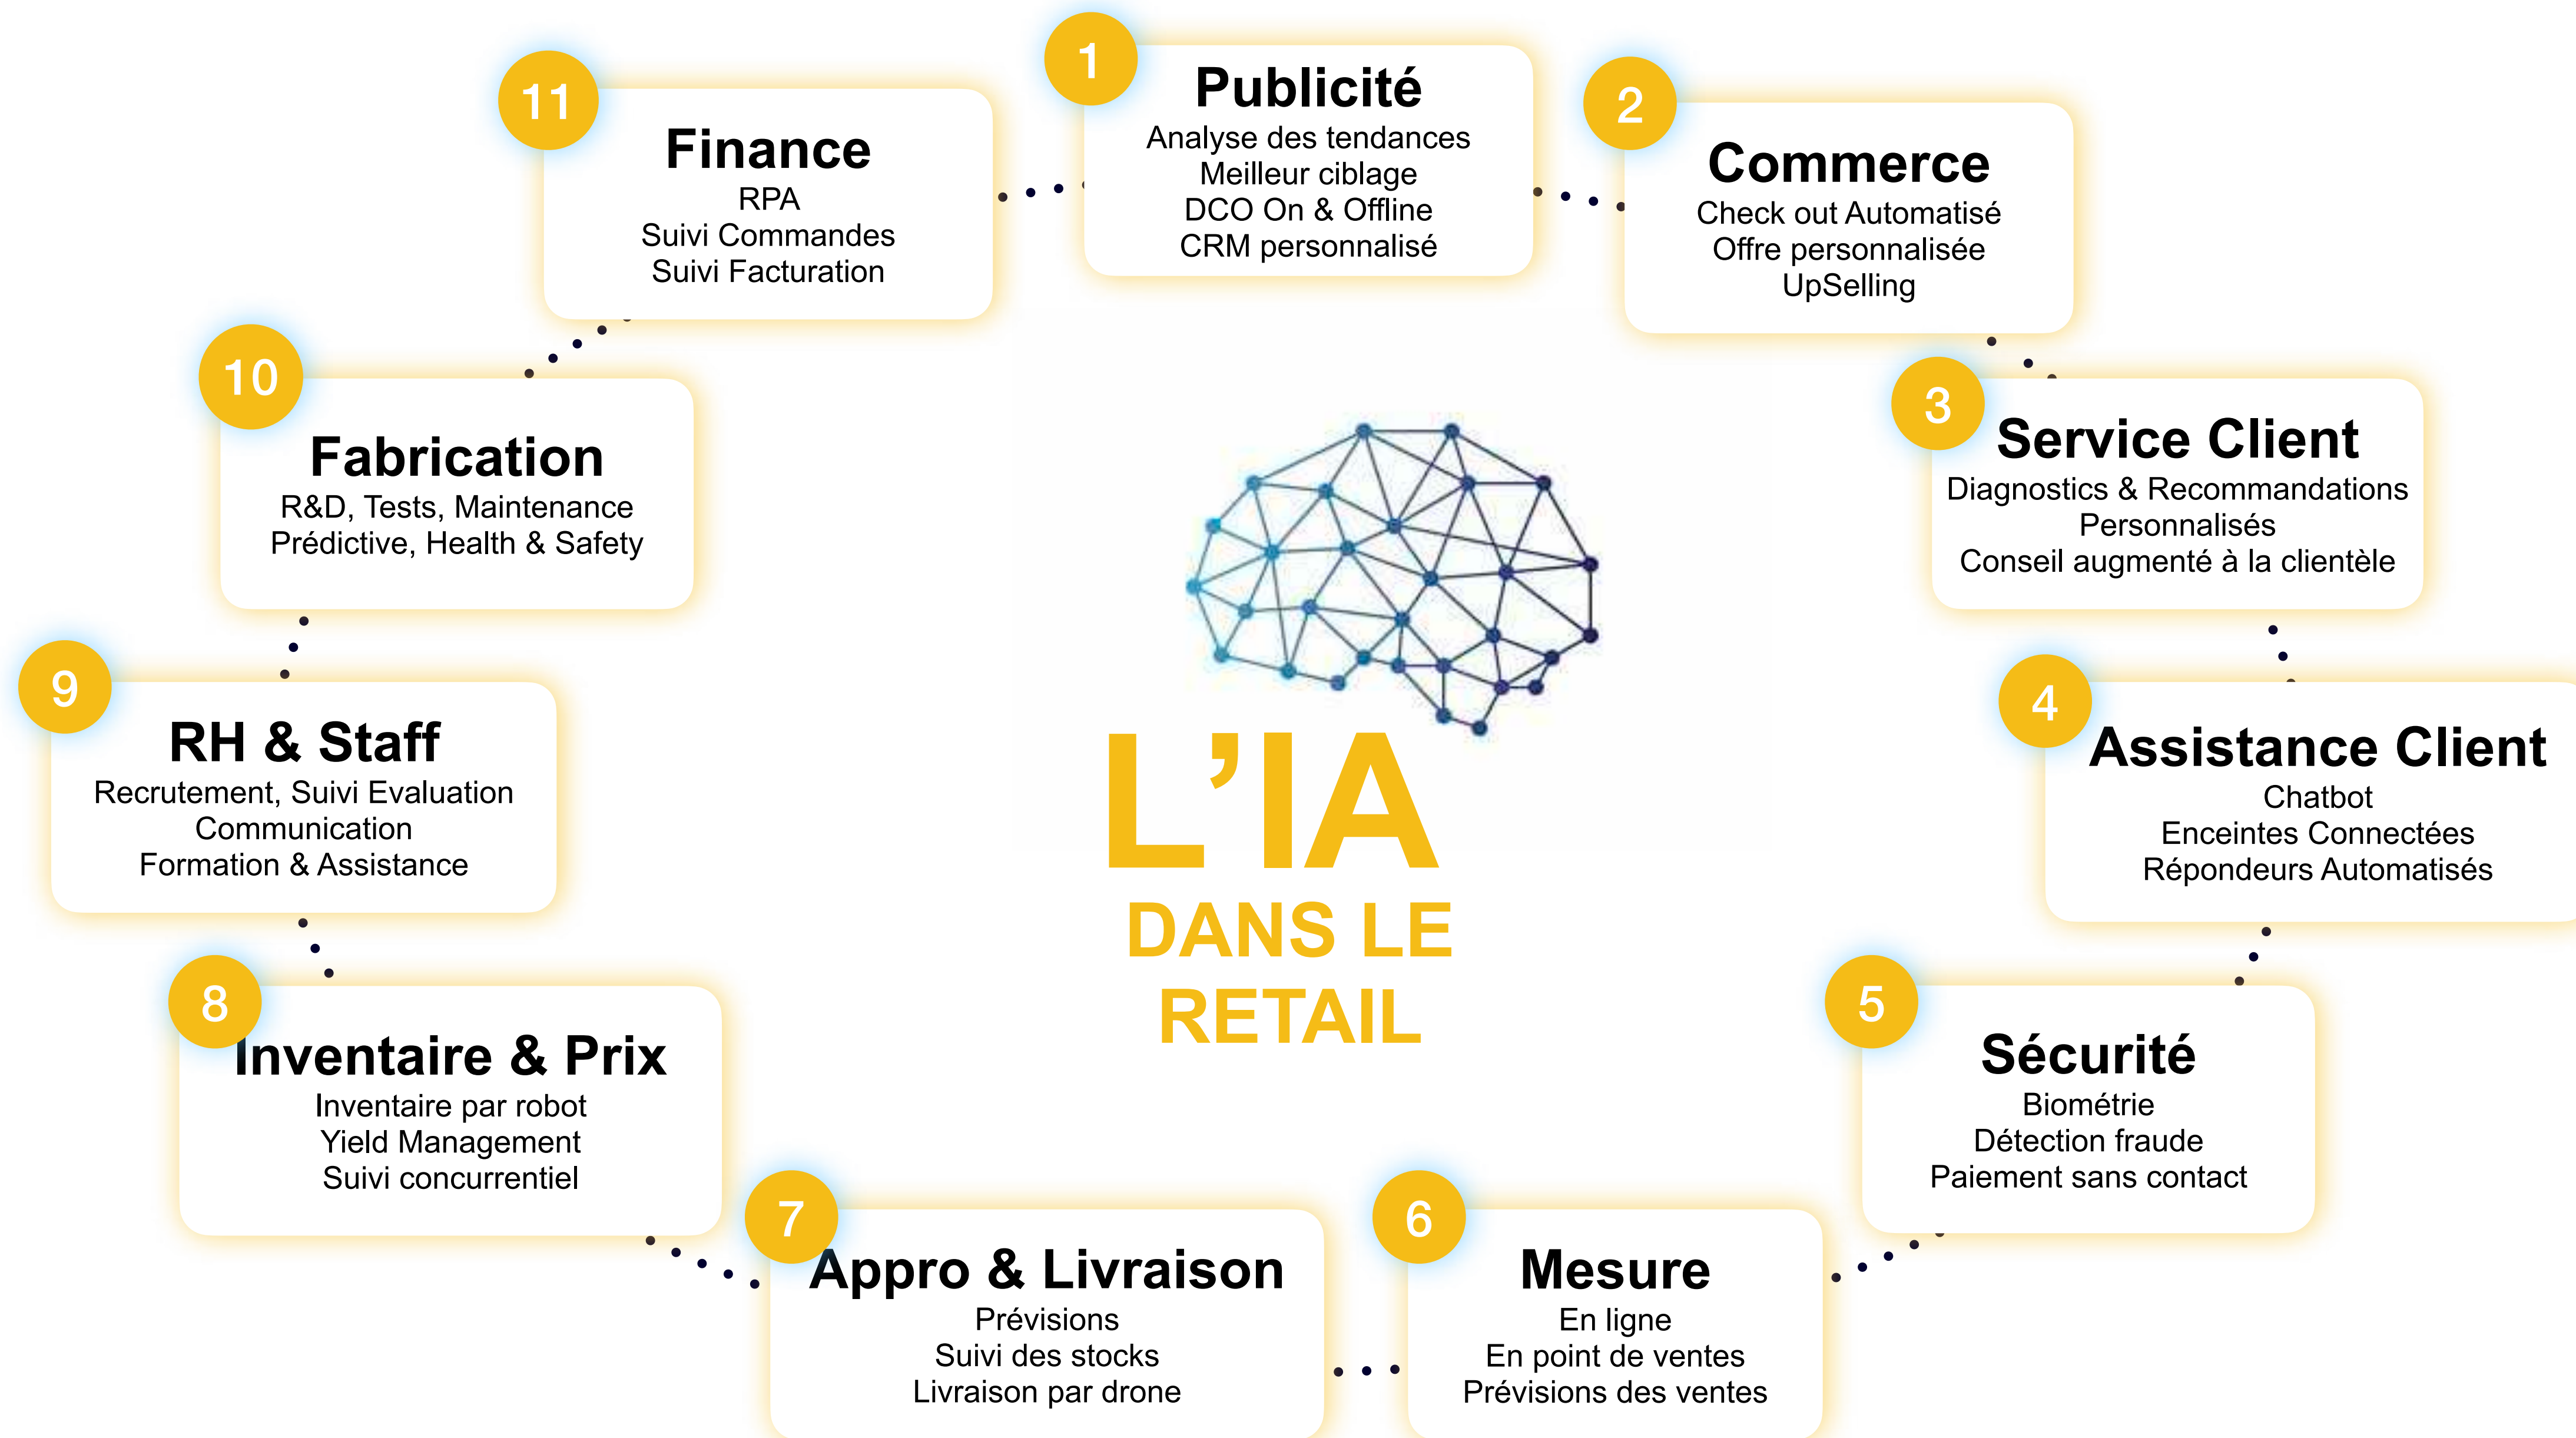 1
Publicité
Analyse des tendances
Meilleur ciblage
DCO On & Offline
CRM personnalisé
2
Commerce
Check out Automatisé
Offre personnalisée
UpSelling
3
Service Client
Diagnostics & Recommandations
Personnalisés
Conseil augmenté à la clientèle
4
Assistance Client
Chatbot
Enceintes Connectées
Répondeurs Automatisés
5
Sécurité
Biométrie
Détection fraude
Paiement sans contact
6
Mesure
En ligne
En point de ventes
Prévisions des ventes
7
Appro & Livraison
Prévisions
Suivi des stocks
Livraison par drone
8
Inventaire & Prix
Inventaire par robot
Yield Management
Suivi concurrentiel
9
RH & Staff
Recrutement, Suivi Evaluation
Communication
Formation & Assistance
10
Fabrication
R&D, Tests, Maintenance
Prédictive, Health & Safety
11
Finance
RPA
Suivi Commandes
Suivi Facturation
L’IA
DANS LE
RETAIL